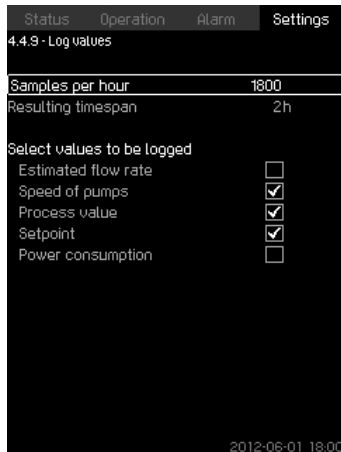 Status Operation Alarm Settings
4.4.9 - Log values
Samples per hour 1800
Resulting timespan 2h
Select values to be logged
Estimated flow rate
Speed of pumps
Process value
Setpoint
Power consumption
2012-06-01 18:00